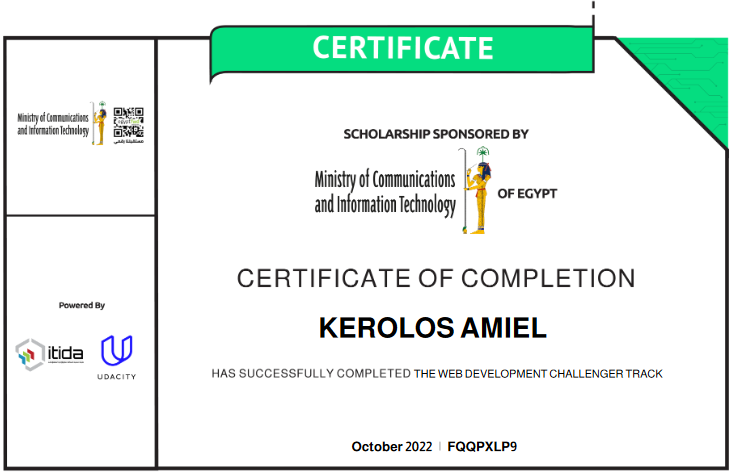 CERTIFICATE
Ministry of Communications
and Information Technology
مستقبلنا رقمي
SCHOLARSHIP SPONSORED BY
Ministry of Communications
and Information Technology
OF EGYPT
CERTIFICATE OF COMPLETION
KEROLOS AMIEL
HAS SUCCESSFULLY COMPLETED THE WEB DEVELOPMENT CHALLENGER TRACK
Powered By
itida
UDACITY
October 2022 | FQQPXLP9